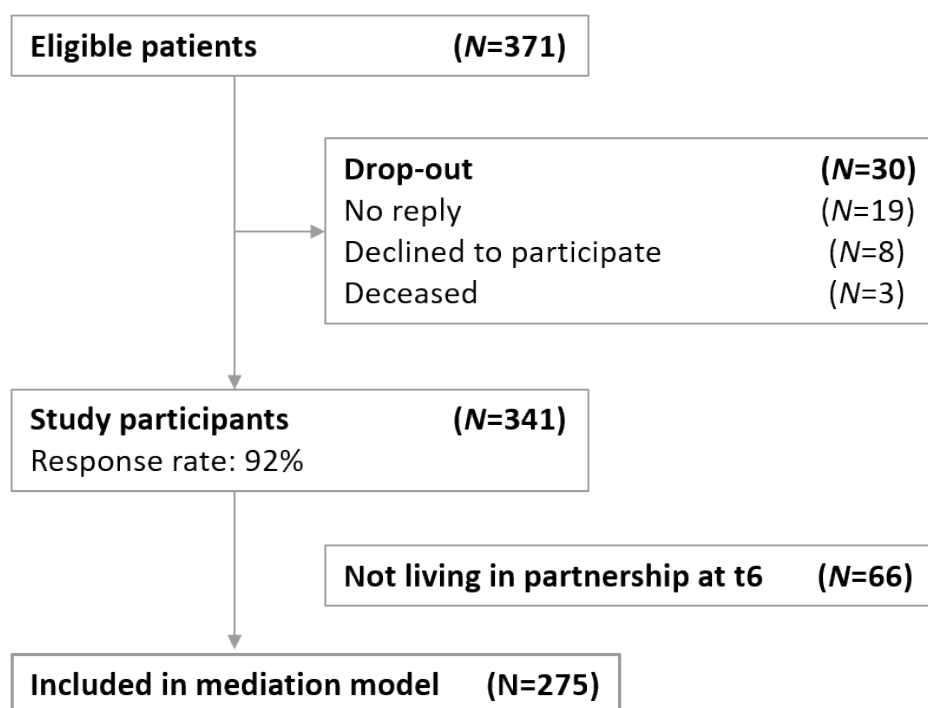 Eligible patients (N=371)
Drop-out (N=30)
No reply (N=19)
Declined to participate (N=8)
Deceased (N=3)
Study participants (N=341)
Response rate: 92%
Not living in partnership at t6 (N=66)
Included in mediation model (N=275)